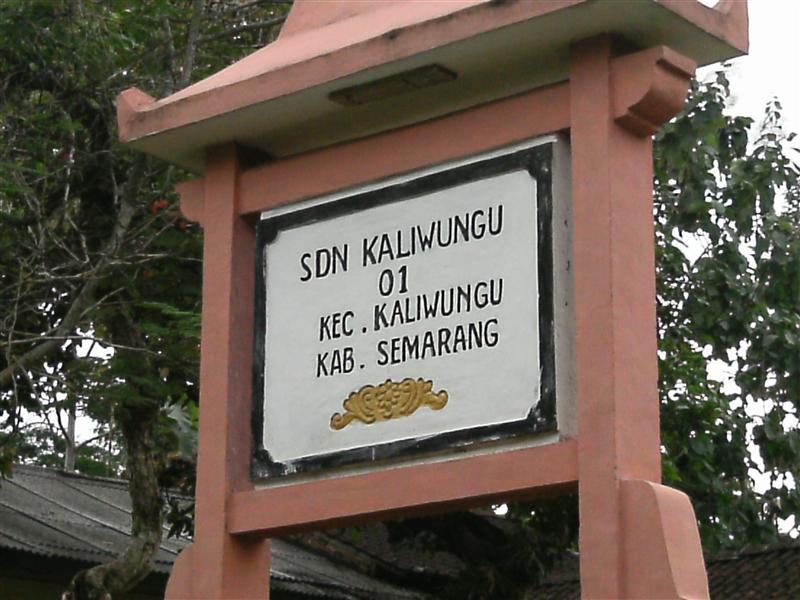 SDN KALIWUNGU
01
KEC . KALIWUNGU
KAB. SEMARANG